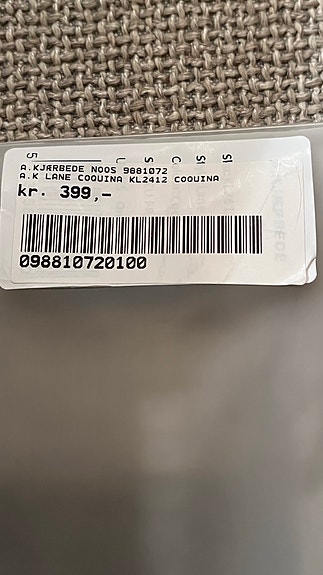 A.KJÆRBEDE NOOS 9881072
A.K LANE COQUINA KL2412 COQUINA
kr. 399,-
098810720100